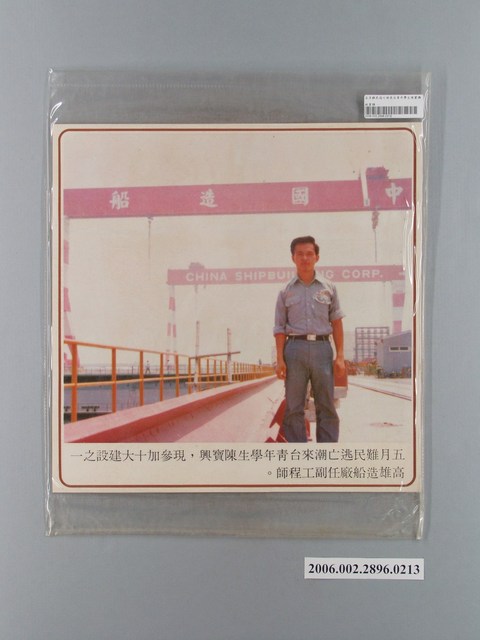 中國造船
CHINA SHIPBUILDING CORP.
五月難民逃亡潮來台青年學生陳寶興，現參加十大建設之一
高雄造船廠任副工程師。
2006.002.2896.0213